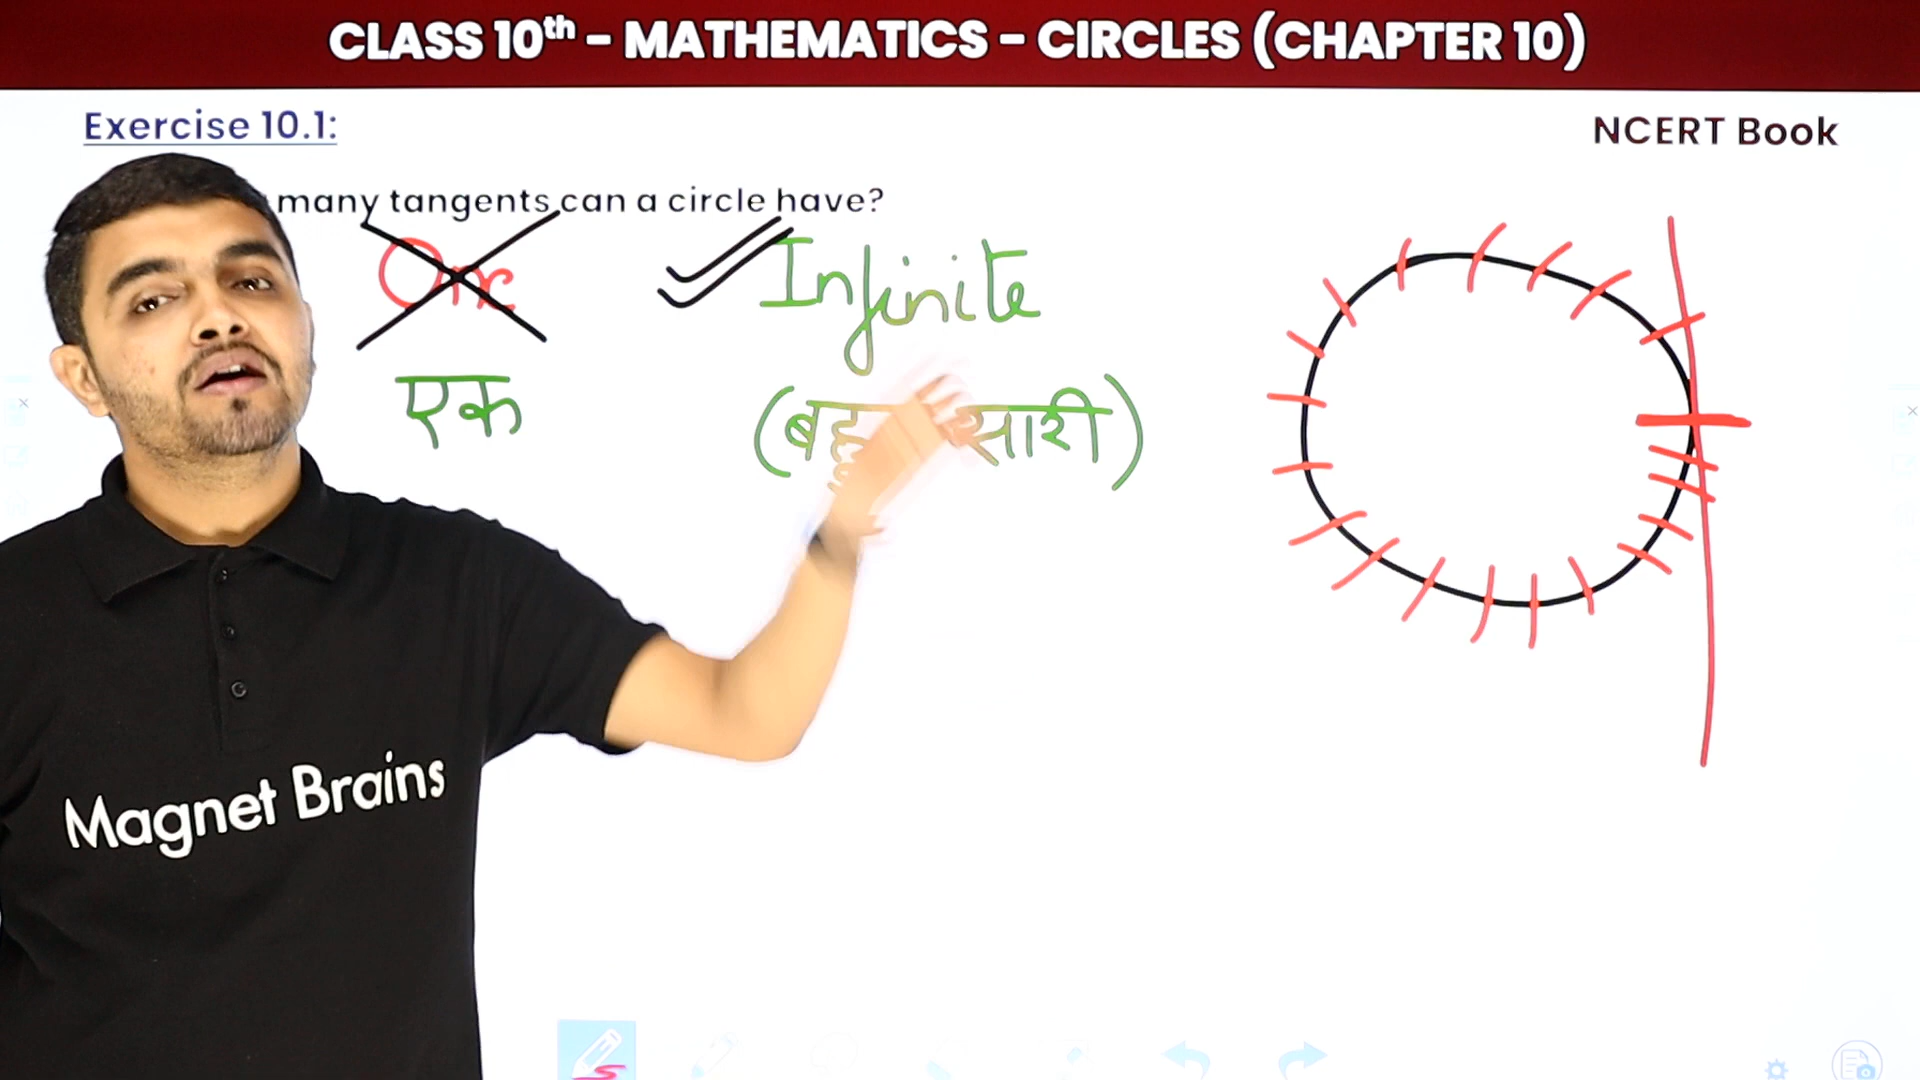 CLASS 10th - MATHEMATICS - CIRCLES (CHAPTER 10)
Exercise 10.1:
NCERT Book
many tangents can a circle have?
One
Infinite
एक
सारी)
Magnet Brains